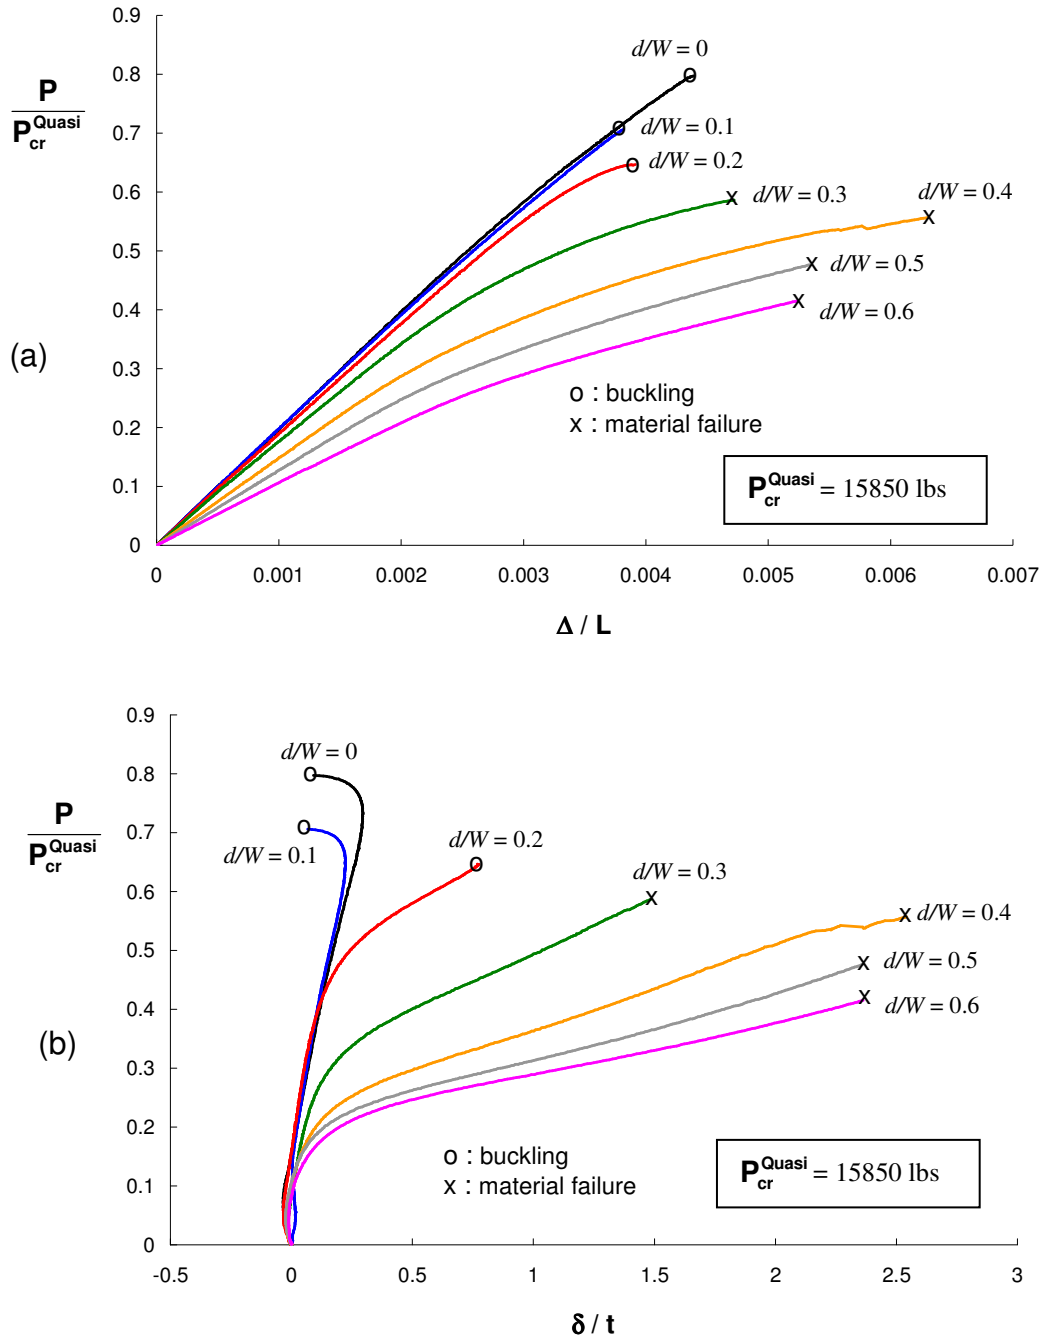 0.9
0.8
0.7
0.6
0.5
0.4
0.3
0.2
0.1
0
P
P_cr^Quasi
(a)
d/W = 0
d/W = 0.1
d/W = 0.2
d/W = 0.3
d/W = 0.4
d/W = 0.5
d/W = 0.6
o : buckling
x : material failure
P_cr^Quasi = 15850 lbs
0 0.001 0.002 0.003 0.004 0.005 0.006 0.007
Δ / L
0.9
0.8
0.7
0.6
0.5
0.4
0.3
0.2
0.1
0
P
P_cr^Quasi
(b)
d/W = 0
d/W = 0.1
d/W = 0.2
d/W = 0.3
d/W = 0.4
d/W = 0.5
d/W = 0.6
o : buckling
x : material failure
P_cr^Quasi = 15850 lbs
-0.5 0 0.5 1 1.5 2 2.5 3
δ / t